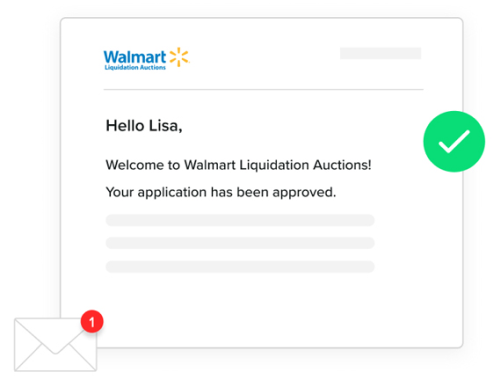 Walmart
Liquidation Auctions
Hello Lisa,
Welcome to Walmart Liquidation Auctions!
Your application has been approved.
1